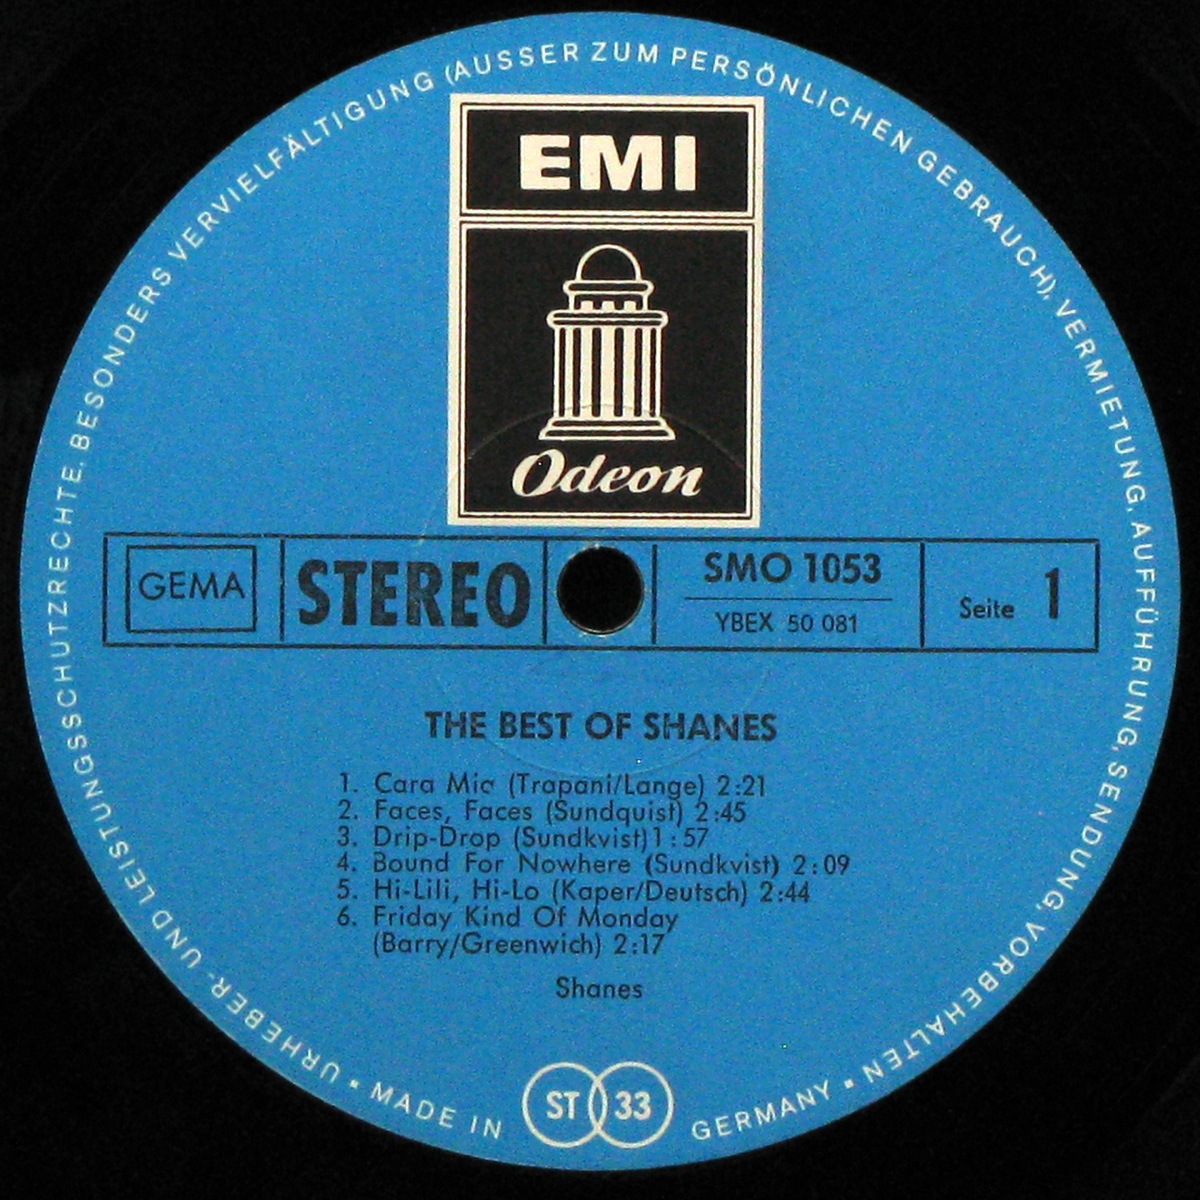 URHEBER- UND LEISTUNGSSCHUTZRECHTE, BESONDERS VERVIELFÄLTIGUNG (AUSSER ZUM PERSÖNLICHEN GEBRAUCH), VERMIETUNG, AUFFÜHRUNG, SENDUNG, VORBEHALTEN
EMI
Odeon
GEMA
STEREO
SMO 1053
YBEX 50 081
Seite 1
THE BEST OF SHANES
1. Cara Mia (Trapani/Lange) 2:21
2. Faces, Faces (Sundquist) 2:45
3. Drip-Drop (Sundkvist) 1:57
4. Bound For Nowhere (Sundkvist) 2:09
5. Hi-Lili, Hi-Lo (Kaper/Deutsch) 2:44
6. Friday Kind Of Monday
(Barry/Greenwich) 2:17
Shanes
MADE IN GERMANY
ST 33